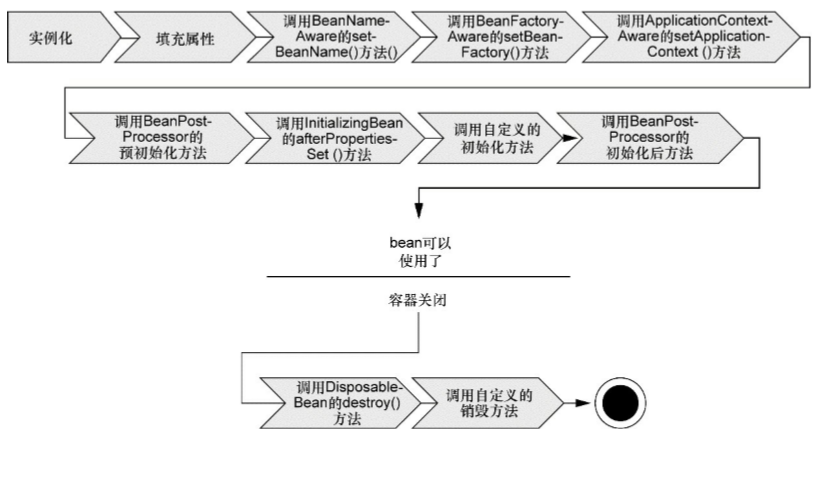 实例化
填充属性
调用BeanName-
Aware的set-
BeanName()方法()
调用BeanFactory-
Aware的setBean-
Factory()方法
调用ApplicationContext-
Aware的setApplication-
Context ()方法
调用BeanPost-
Processor的
预初始化方法
调用InitializingBean
的afterProperties-
Set ()方法
调用自定义的
初始化方法
调用BeanPost-
Processor的
初始化后方法
bean可以
使用了
容器关闭
调用Disposable-
Bean的destroy()
方法
调用自定义的
销毁方法